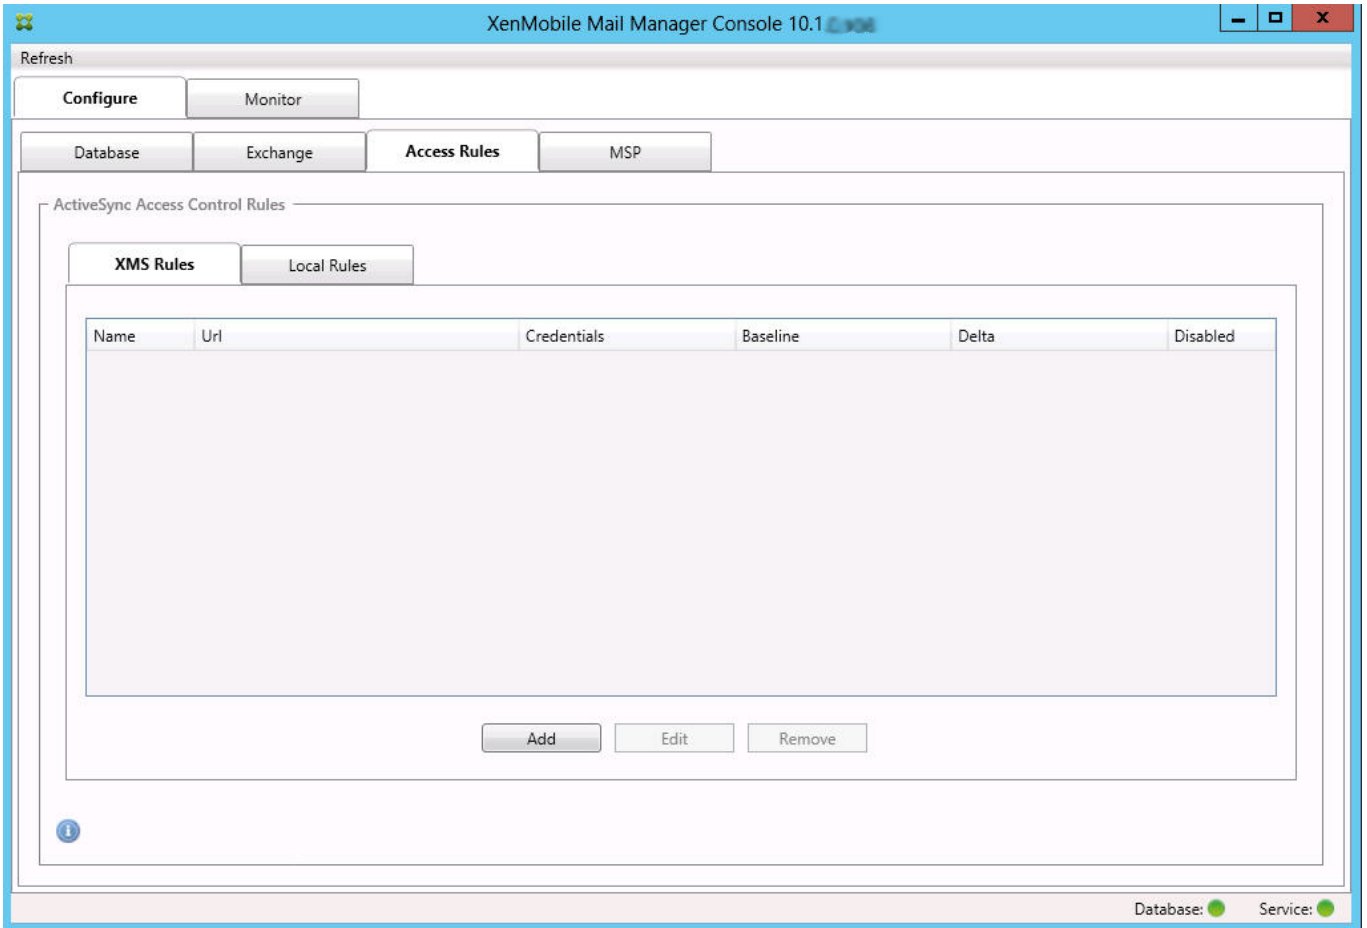 XenMobile Mail Manager Console 10.1
Refresh
Configure Monitor
Database Exchange Access Rules MSP
ActiveSync Access Control Rules
XMS Rules Local Rules
Name Url Credentials Baseline Delta Disabled
Add Edit Remove
Database: Service: